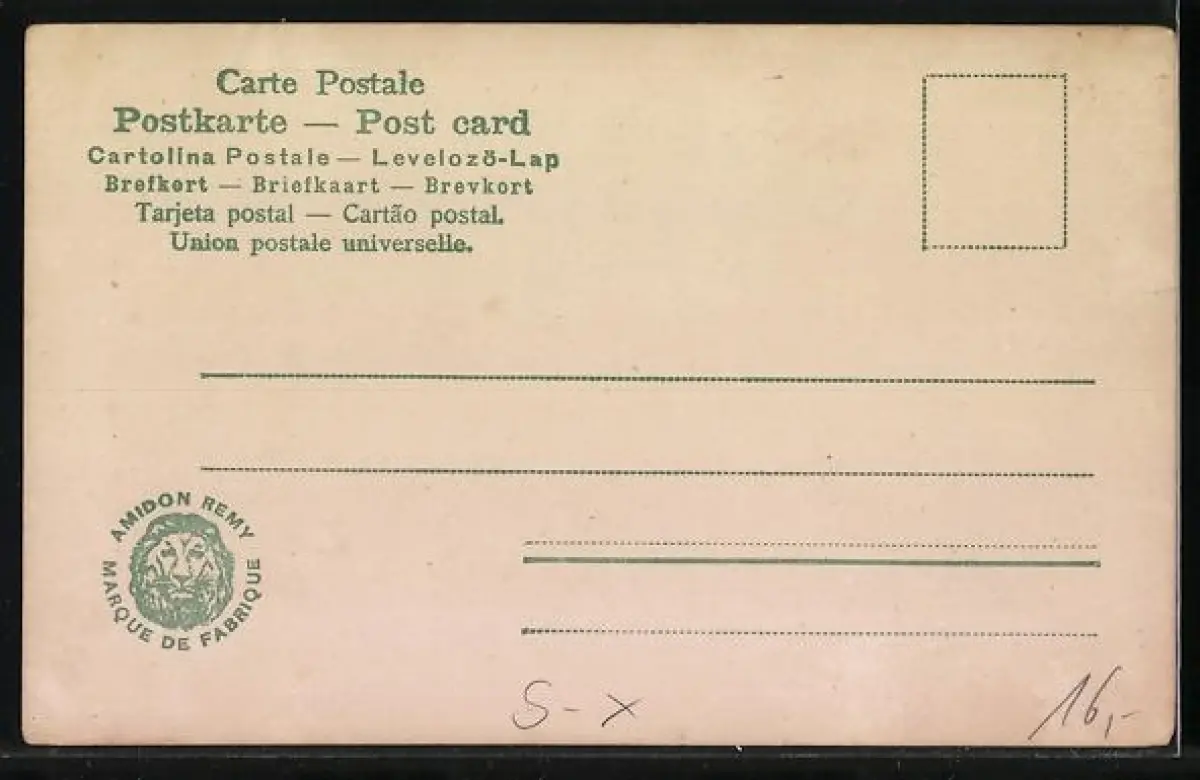 Carte Postale
Postkarte — Post card
Cartolina Postale — Levelozö-Lap
Brefkort — Briefkaart — Brevkort
Tarjeta postal — Cartão postal.
Union postale universelle.
AMIDON REMY
MARQUE DE FABRIQUE
S - X
16,-